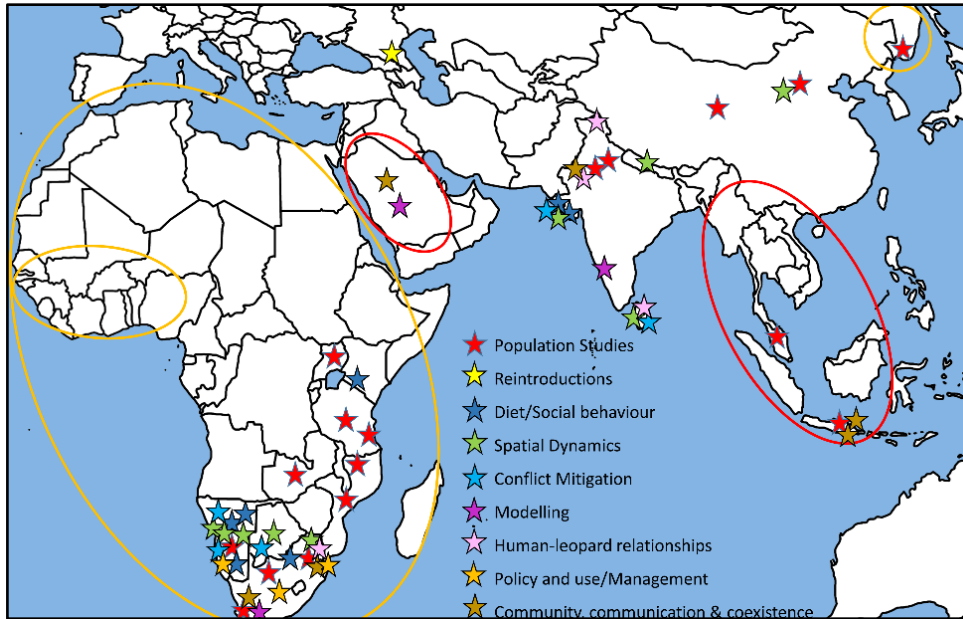 Population Studies
Reintroductions
Diet/Social behaviour
Spatial Dynamics
Conflict Mitigation
Modelling
Human-leopard relationships
Policy and use/Management
Community, communication & coexistence